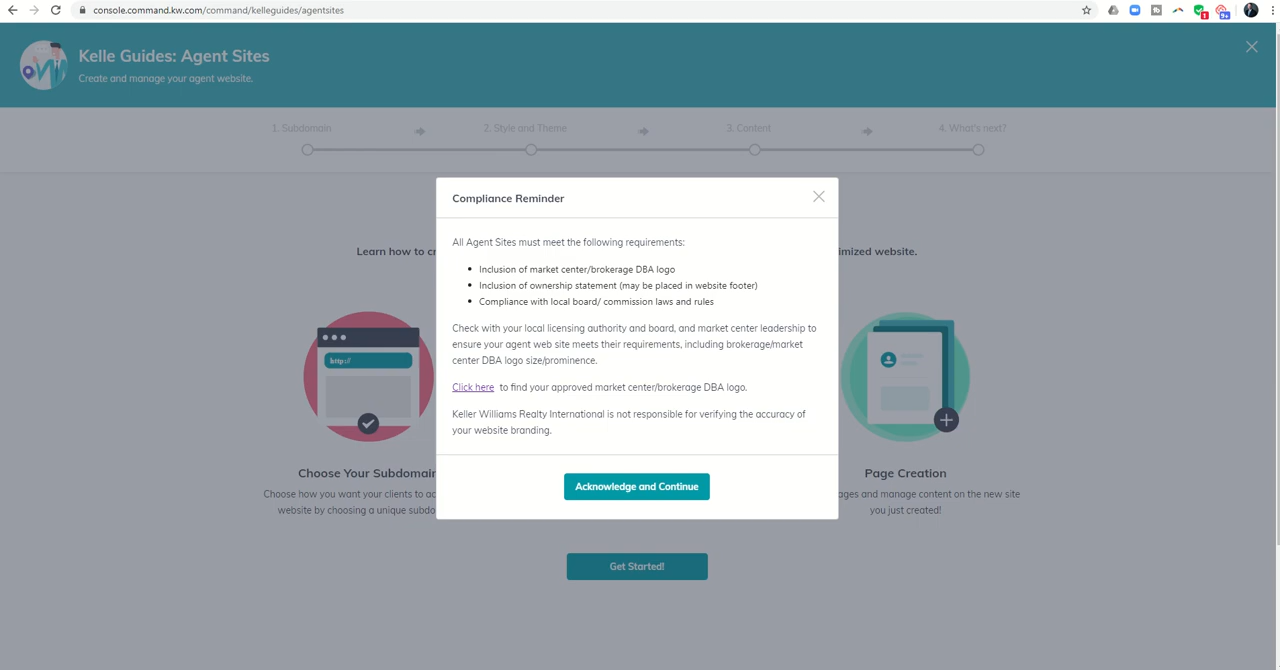 console.command.kw.com/command/kelleguides/agentsites
1
9+
Kelle Guides: Agent Sites
Create and manage your agent website.
1. Subdomain
2. Style and Theme
3. Content
4. What's next?
Compliance Reminder
All Agent Sites must meet the following requirements:
Learn how to cr
imized website.
• Inclusion of market center/brokerage DBA logo
• Inclusion of ownership statement (may be placed in website footer)
• Compliance with local board/ commission laws and rules
Check with your local licensing authority and board, and market center leadership to
ensure your agent web site meets their requirements, including brokerage/market
center DBA logo size/prominence.
http://
Click here to find your approved market center/brokerage DBA logo.
Keller Williams Realty International is not responsible for verifying the accuracy of
your website branding.
Acknowledge and Continue
Choose Your Subdomain
Choose how you want your clients to ac
website by choosing a unique subdo
Page Creation
ages and manage content on the new site
you just created!
Get Started!